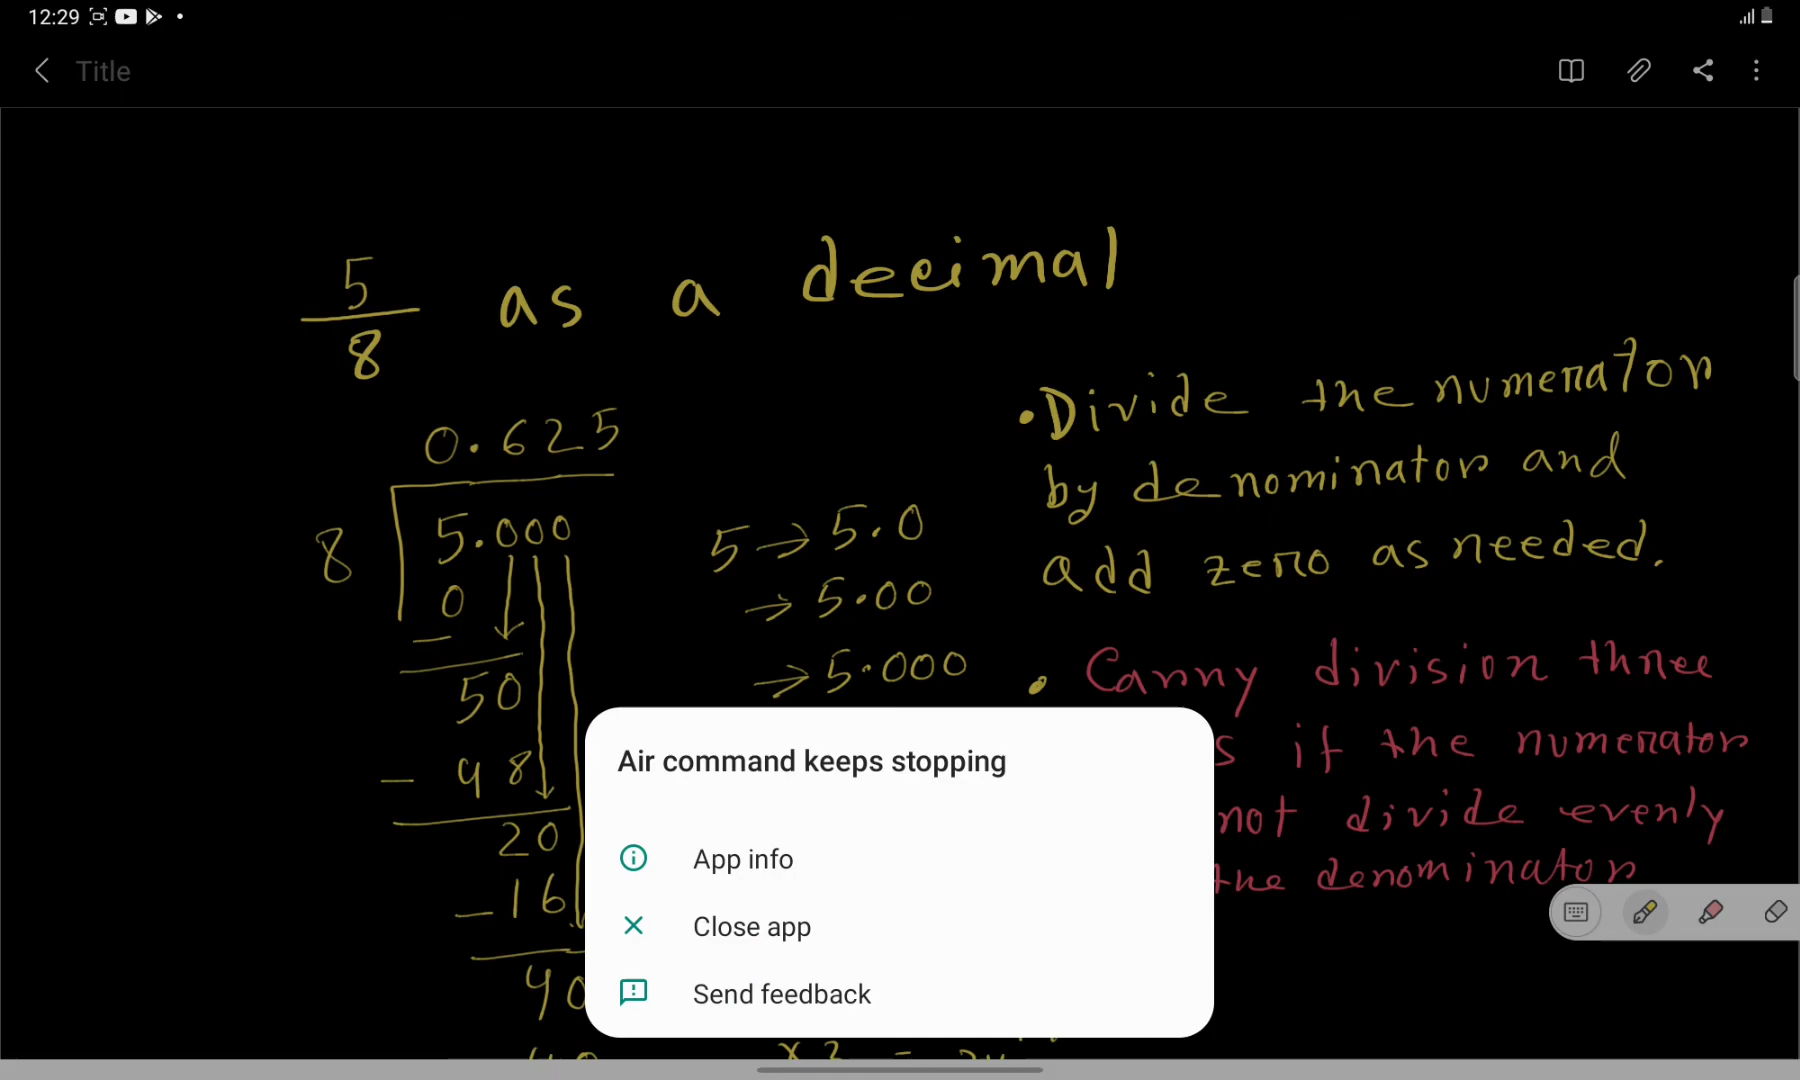 12:29
Title
5
8
as a decimal
0.625
8
5.000
0
−
50
− 48
20
−16
40
5→5.0
→5.00
→5.000
•Divide the numerator
by denominator and
add zero as needed.
• Carry division three
s if the numerator
not divide evenly
the denominator
Air command keeps stopping
App info
Close app
Send feedback